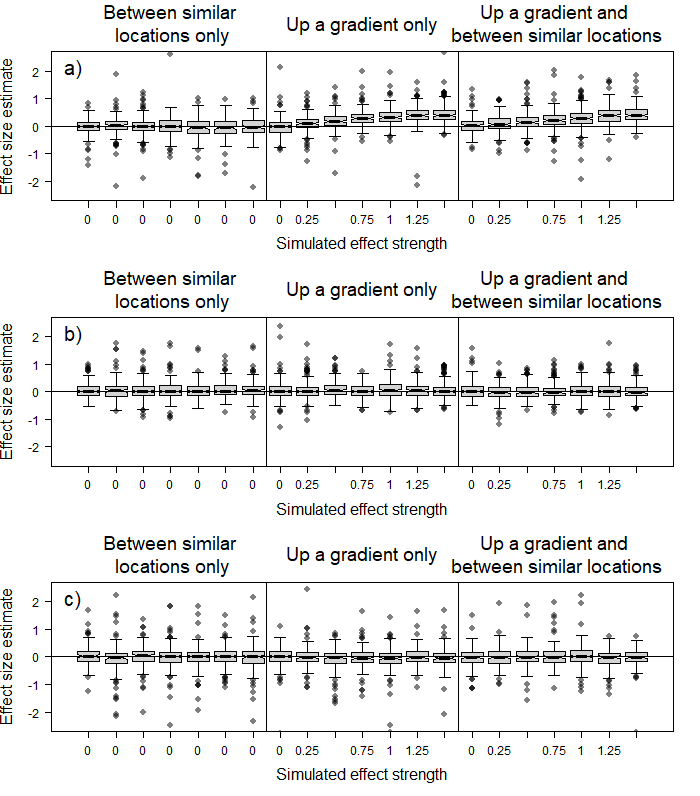 Between similar locations only
Up a gradient only
Up a gradient and between similar locations
a)
Effect size estimate
2
1
0
-1
-2
0 0 0 0 0 0 0 0 0.25 0.75 1 1.25 0 0.25 0.75 1 1.25
Simulated effect strength
Between similar locations only
Up a gradient only
Up a gradient and between similar locations
b)
Effect size estimate
2
1
0
-1
-2
0 0 0 0 0 0 0 0 0.25 0.75 1 1.25 0 0.25 0.75 1 1.25
Simulated effect strength
Between similar locations only
Up a gradient only
Up a gradient and between similar locations
c)
Effect size estimate
2
1
0
-1
-2
0 0 0 0 0 0 0 0 0.25 0.75 1 1.25 0 0.25 0.75 1 1.25
Simulated effect strength